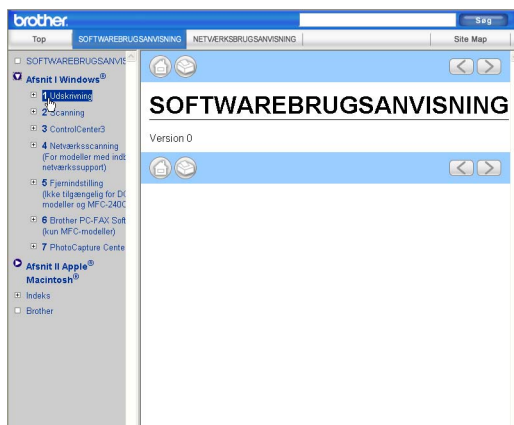 brother.
Søg
Top SOFTWAREBRUGSANVISNING NETVÆRKSBRUGSANVISNING Site Map
SOFTWAREBRUGSANVIS
Afsnit I Windows®
1 Udskrivning
2 Scanning
3 ControlCenter3
4 Netværksscanning
(For modeller med indb
netværkssupport)
5 Fjernindstilling
(Ikke tilgængelig for DC
modeller og MFC-240C
6 Brother PC-FAX Soft
(kun MFC-modeller)
7 PhotoCapture Cente
Afsnit II Apple®
Macintosh®
Indeks
Brother
SOFTWAREBRUGSANVISNING
Version 0